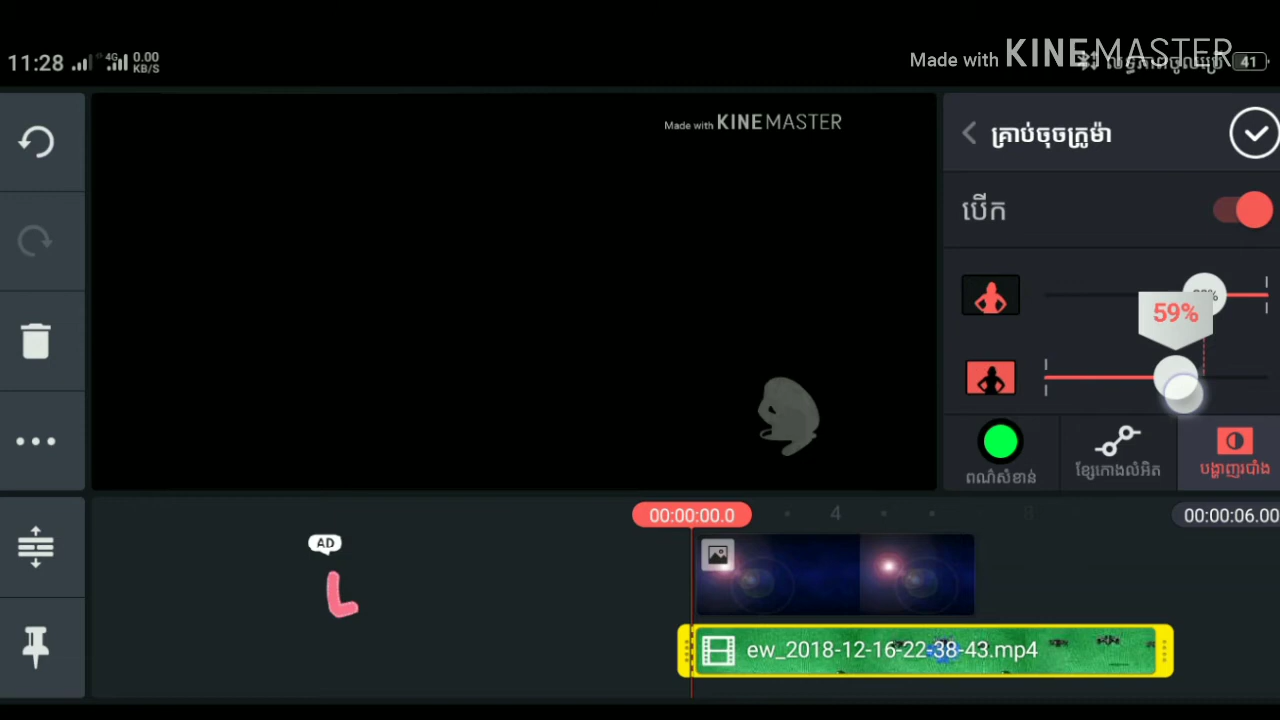 11:28 4G 0.00 KB/S
Made with KINEMASTER
41
Made with KINEMASTER
គ្រាប់ចុចក្រូម៉ា
បើក
59%
ពណ៌សំខាន់
ខ្សែកោងលំអិត
បង្ហាញរបាំង
00:00:00.0
4
8
00:00:06.00
AD
ew_2018-12-16-22-38-43.mp4